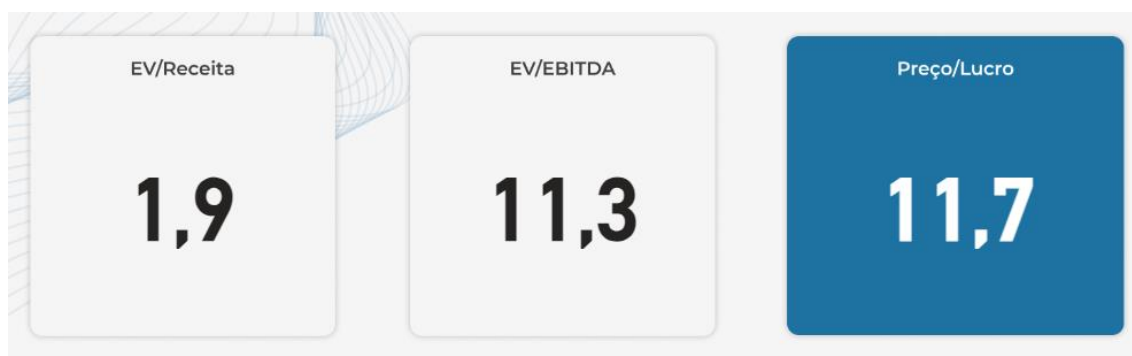 EV/Receita
1,9
EV/EBITDA
11,3
Preço/Lucro
11,7